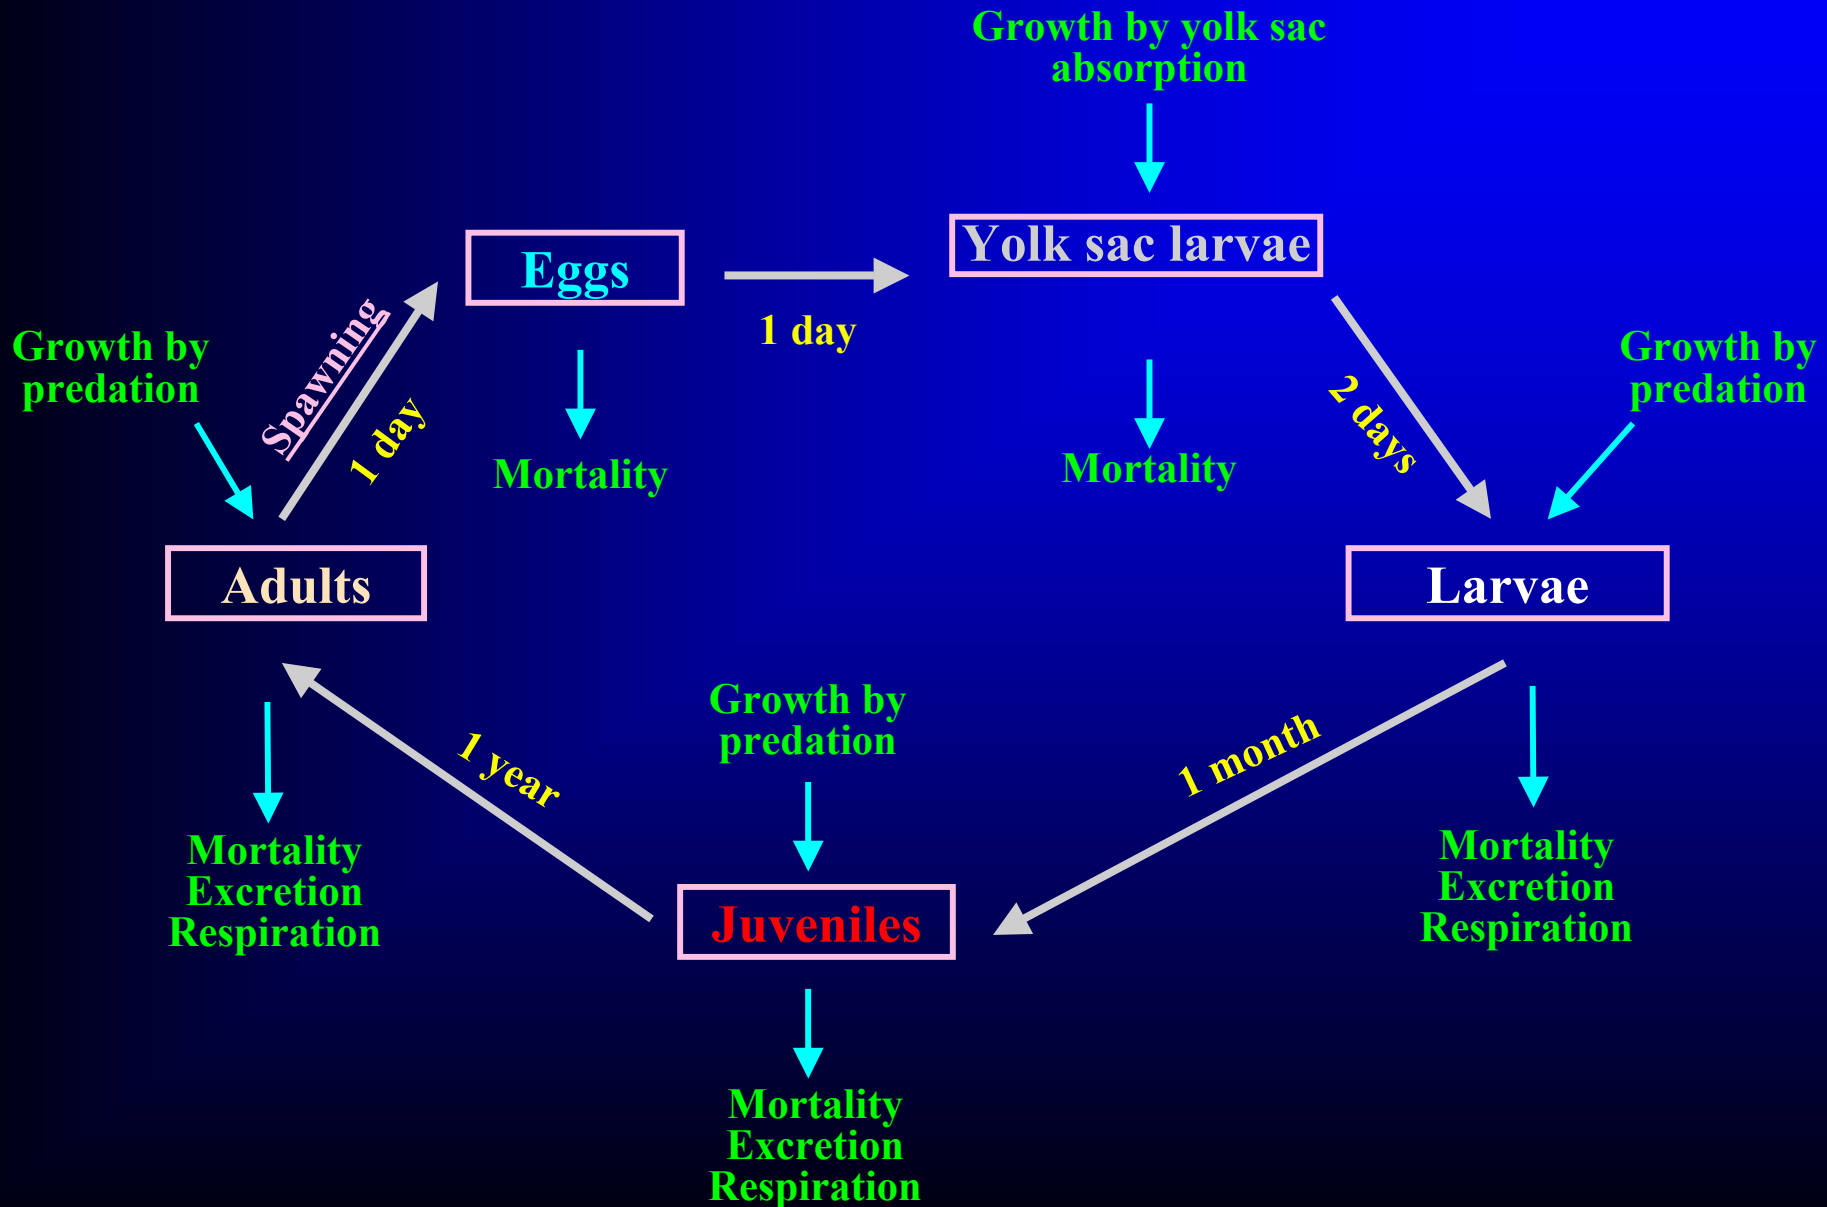 Growth by yolk sac
absorption
Eggs
Yolk sac larvae
1 day
Spawning
1 day
Growth by
predation
Mortality
Mortality
2 days
Growth by
predation
Adults
Larvae
Growth by
predation
1 year
1 month
Mortality
Excretion
Respiration
Juveniles
Mortality
Excretion
Respiration
Mortality
Excretion
Respiration